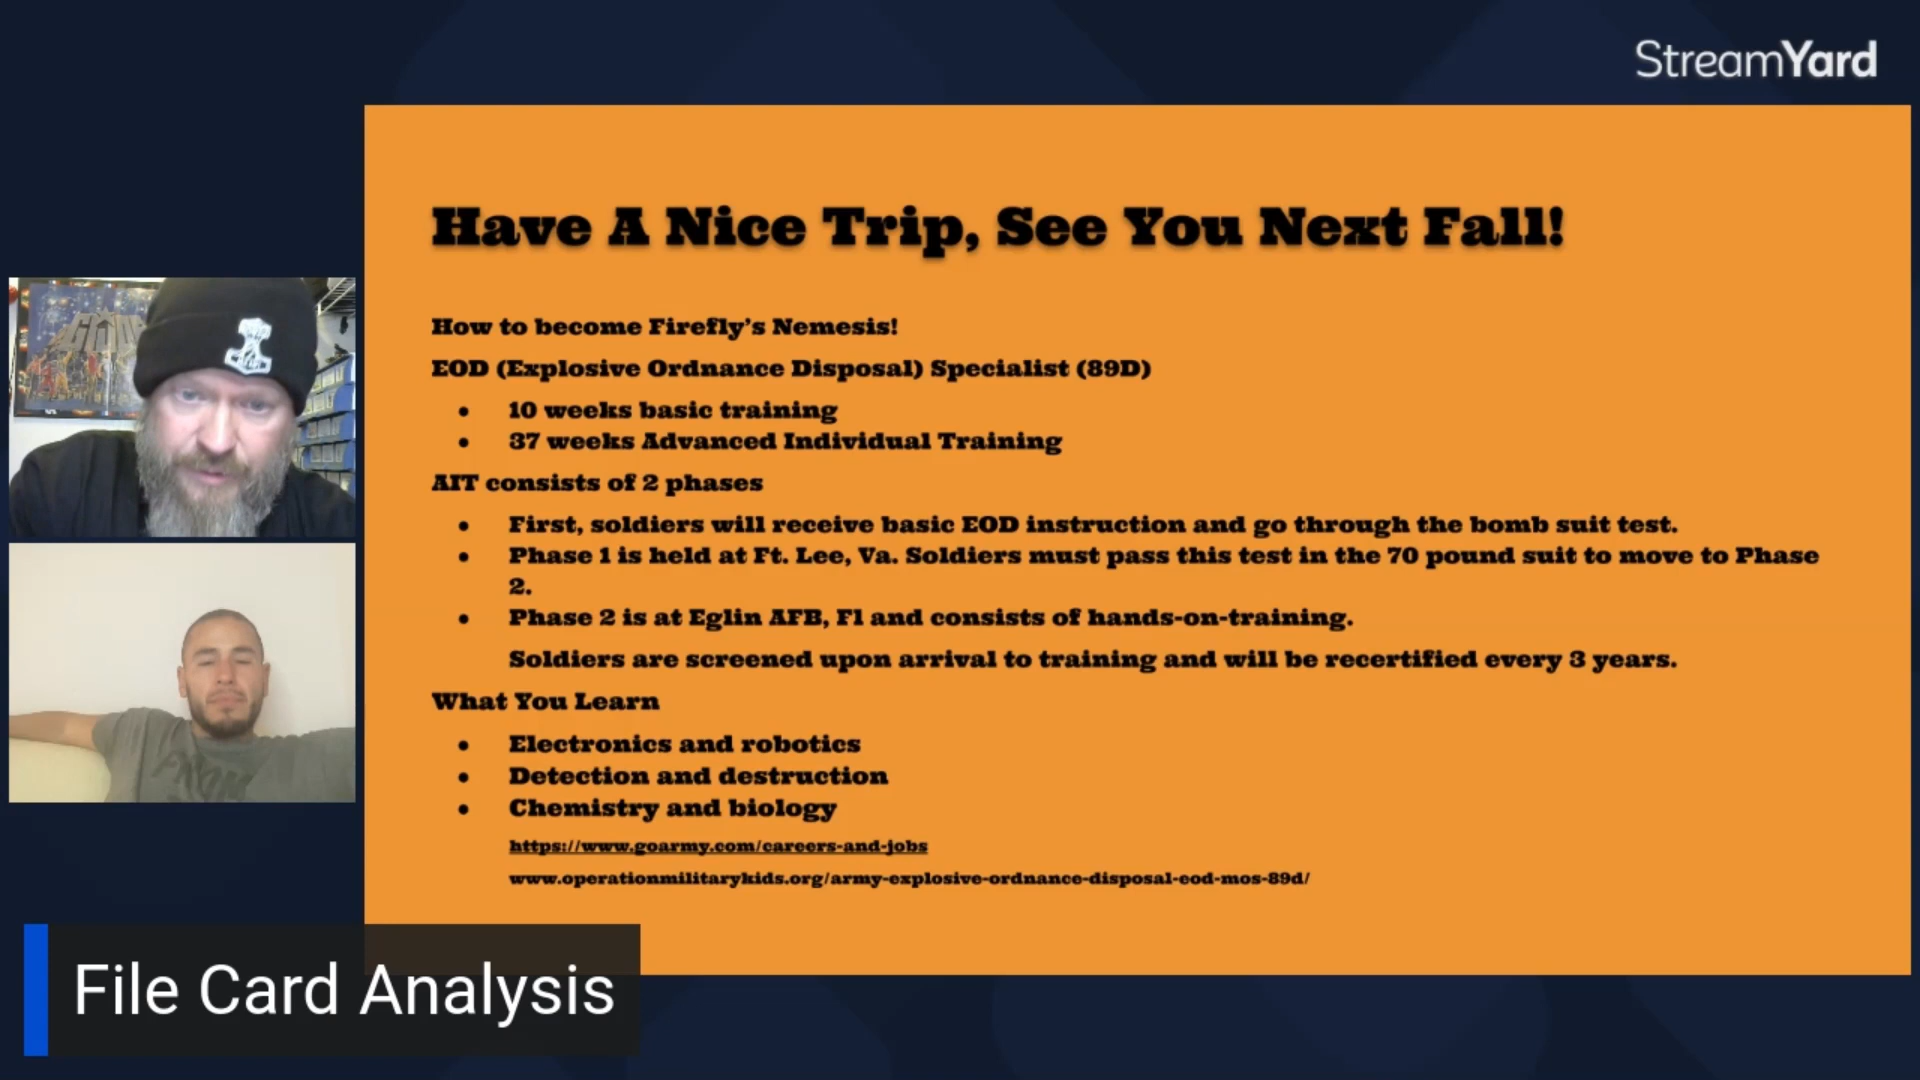 StreamYard
Have A Nice Trip, See You Next Fall!
How to become Firefly's Nemesis!
EOD (Explosive Ordnance Disposal) Specialist (89D)
• 10 weeks basic training
• 37 weeks Advanced Individual Training
AIT consists of 2 phases
• First, soldiers will receive basic EOD instruction and go through the bomb suit test.
• Phase 1 is held at Ft. Lee, Va. Soldiers must pass this test in the 70 pound suit to move to Phase
2.
• Phase 2 is at Eglin AFB, Fl and consists of hands-on-training.
Soldiers are screened upon arrival to training and will be recertified every 3 years.
What You Learn
• Electronics and robotics
• Detection and destruction
• Chemistry and biology
https://www.goarmy.com/careers-and-jobs
www.operationmilitarykids.org/army-explosive-ordnance-disposal-eod-mos-89d/
File Card Analysis